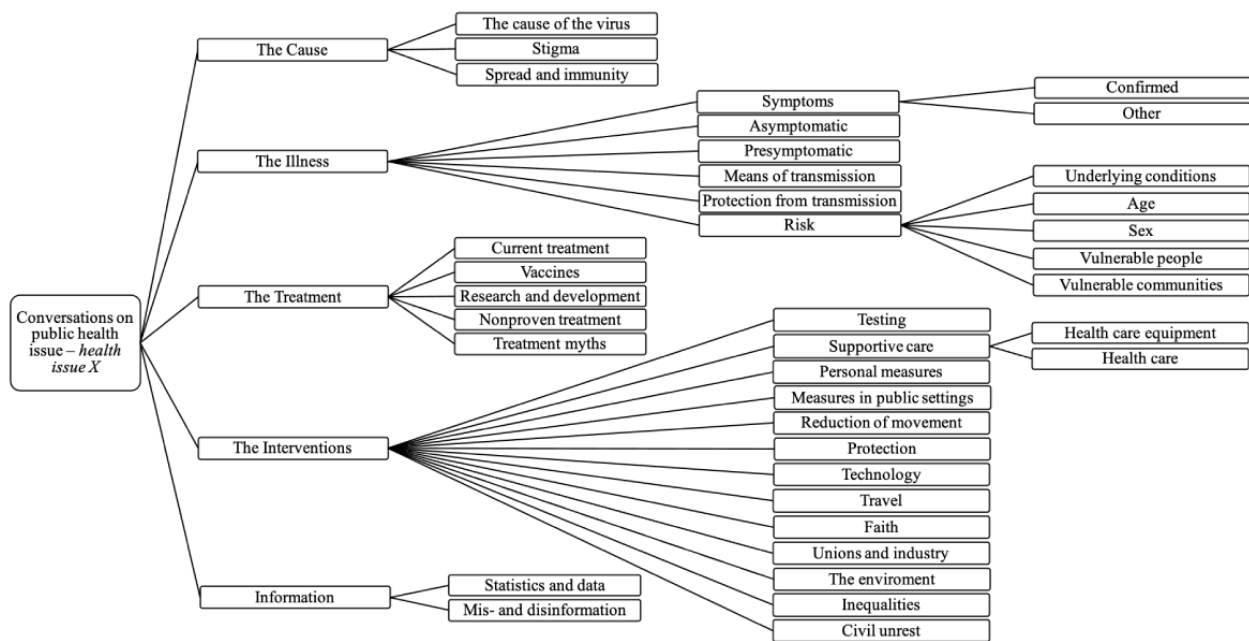 The Cause
The cause of the virus
Stigma
Spread and immunity
The Illness
Symptoms
Asymptomatic
Presymptomatic
Means of transmission
Protection from transmission
Risk
Confirmed
Other
Underlying conditions
Age
Sex
Vulnerable people
Vulnerable communities
Conversations on
public health
issue – health
issue X
The Treatment
Current treatment
Vaccines
Research and development
Nonproven treatment
Treatment myths
The Interventions
Testing
Supportive care
Personal measures
Measures in public settings
Reduction of movement
Protection
Technology
Travel
Faith
Unions and industry
The enviroment
Inequalities
Civil unrest
Health care equipment
Health care
Information
Statistics and data
Mis- and disinformation